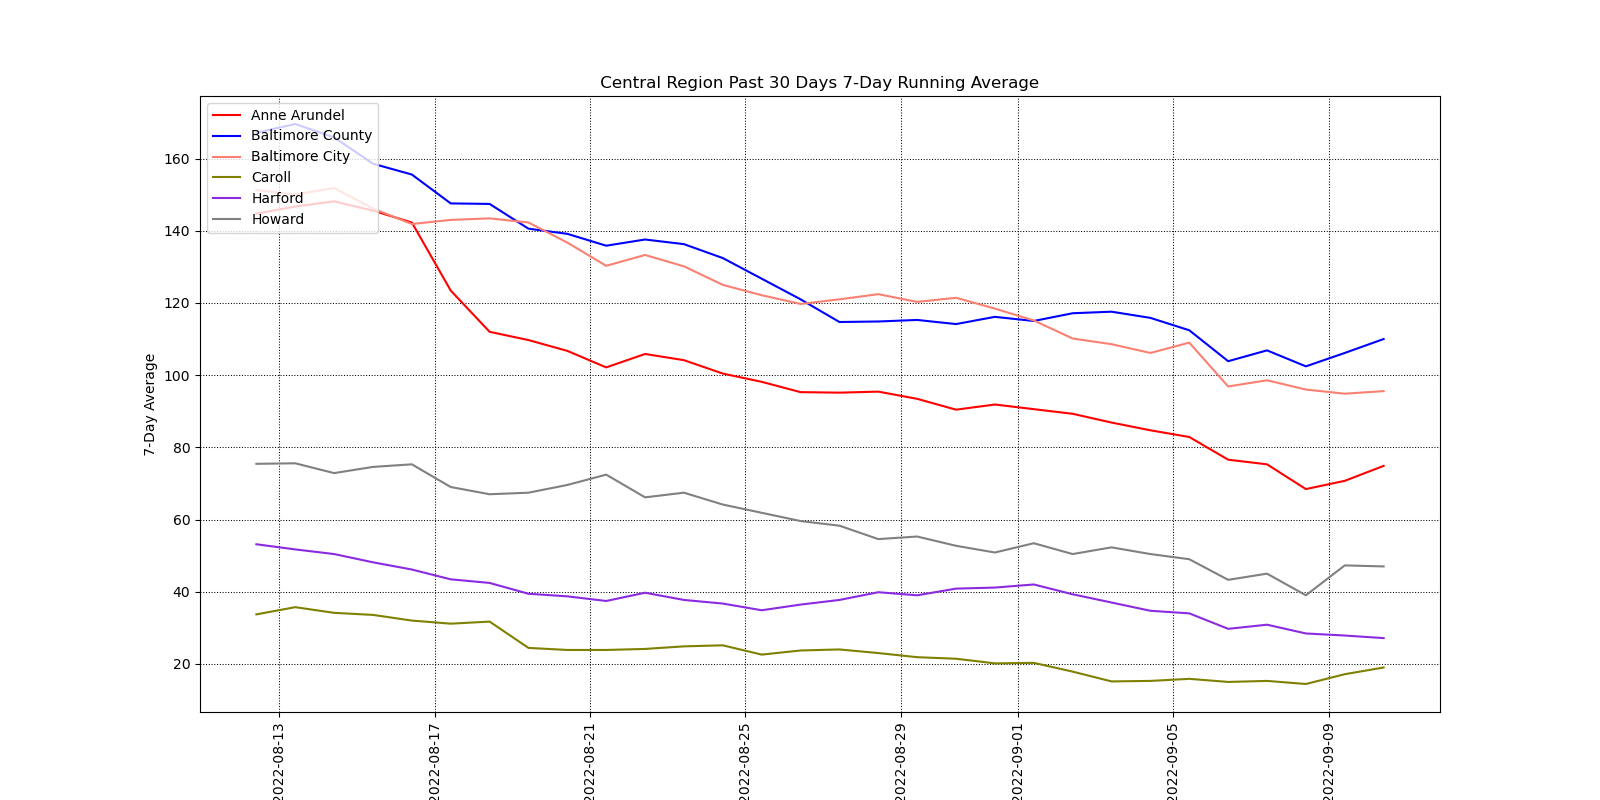 Central Region Past 30 Days 7-Day Running Average
Anne Arundel
Baltimore County
Baltimore City
Caroll
Harford
Howard
7-Day Average
160
140
120
100
80
60
40
20
2022-08-13
2022-08-17
2022-08-21
2022-08-25
2022-08-29
2022-09-01
2022-09-05
2022-09-09